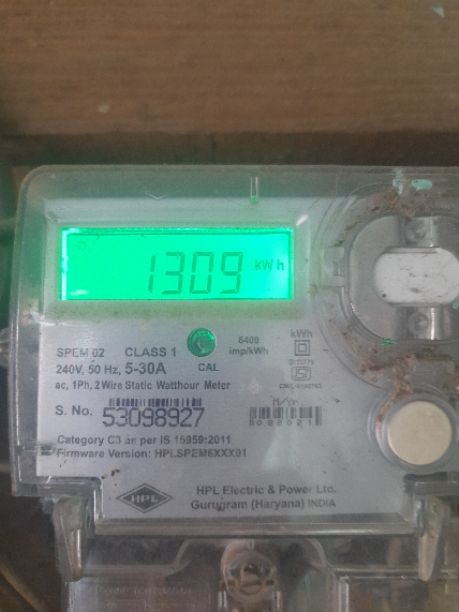 1309 kWh
SPEM 02 CLASS 1
240V, 50 Hz, 5-30A CAL
6400 imp/kWh
kWh
ac, 1Ph, 2Wire Static Watthour Meter
S. No. 53098927
M/Yr
Category C3 as per IS 15959:2011
Firmware Version: HPLSPEM6XXX01
HPL
HPL Electric & Power Ltd.
Gurugram (Haryana) INDIA